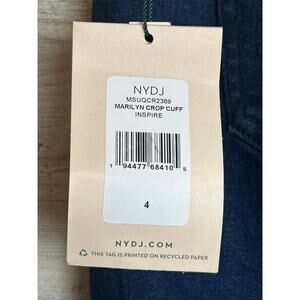 NYDJ
MSUQCR2389
MARILYN CROP CUFF
INSPIRE
1 94477 68410 5
4
NYDJ.COM
THIS TAG IS PRINTED ON RECYCLED PAPER